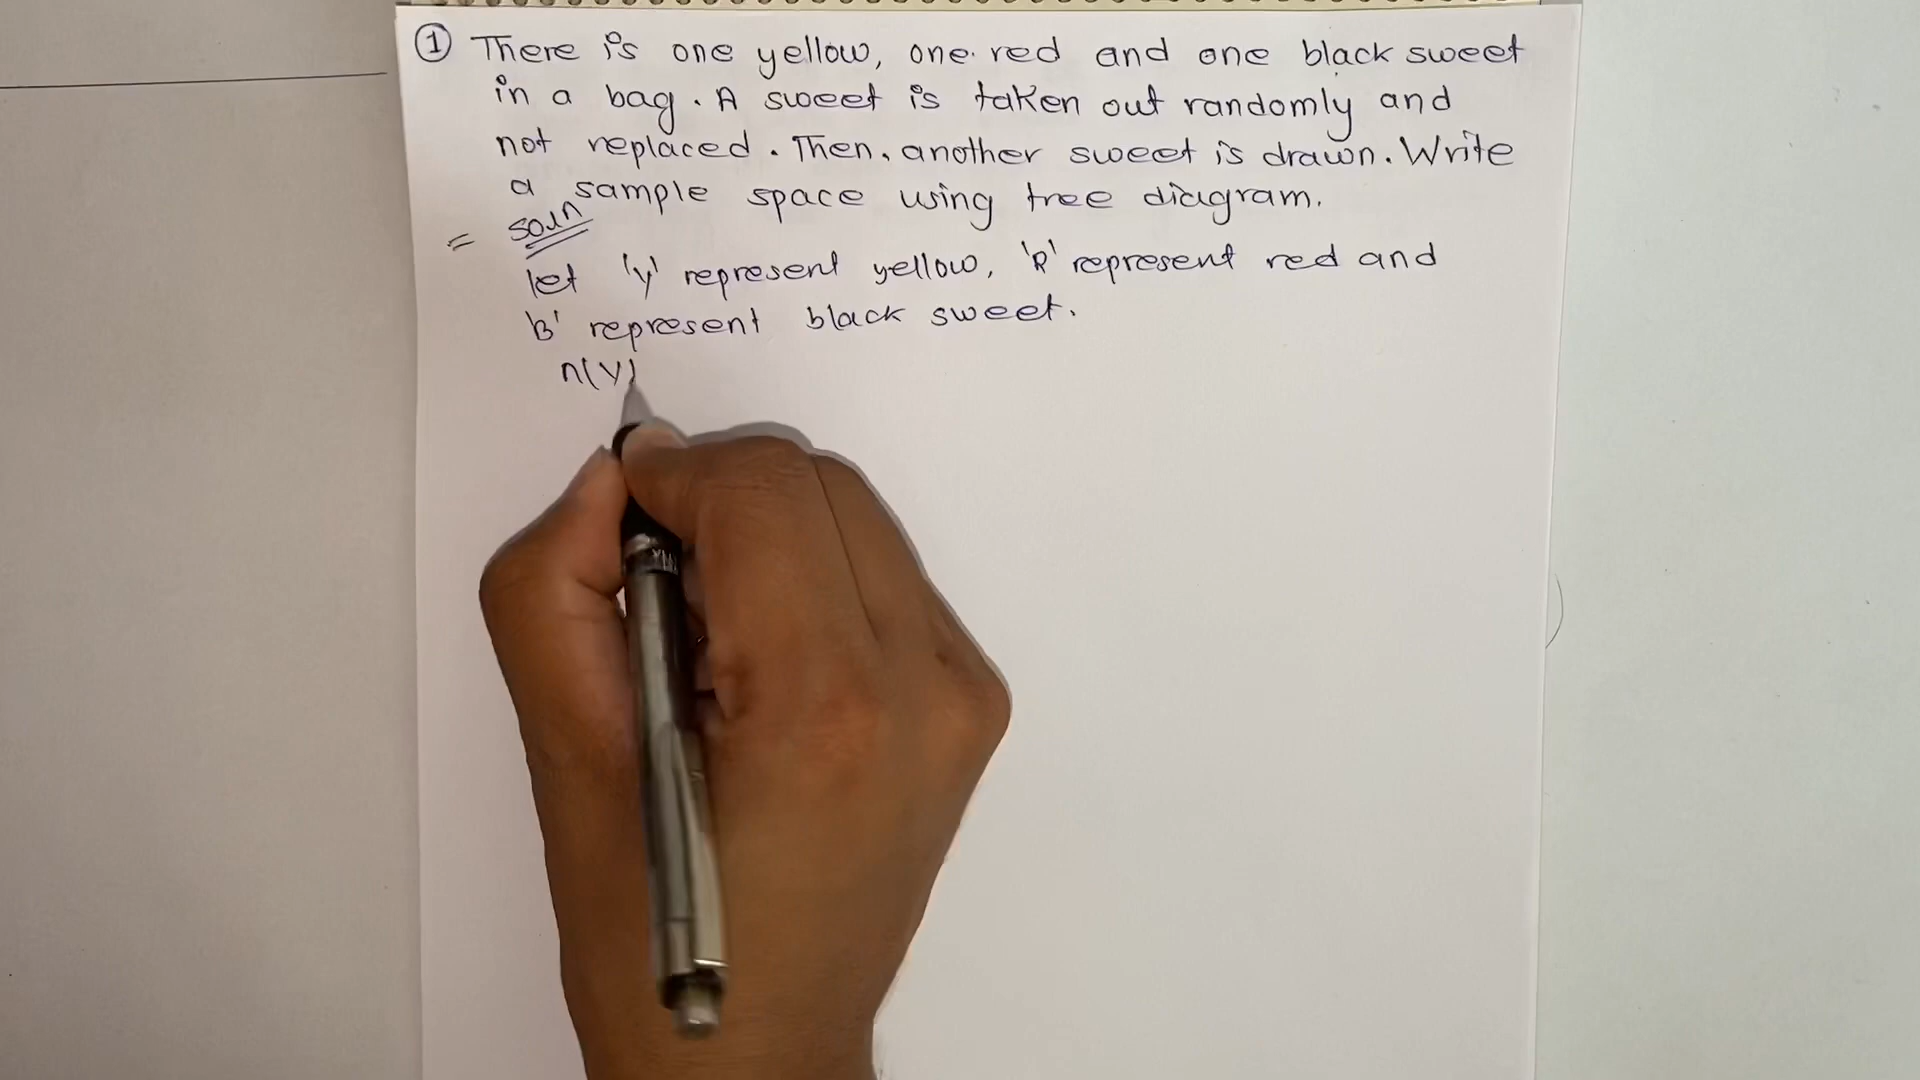 ① There is one yellow, one red and one black sweet
in a bag. A sweet is taken out randomly and
not replaced. Then, another sweet is drawn. Write
a sample space using tree diagram.
= Soln
let 'Y' represent yellow, 'R' represent red and
'B' represent black sweet.
n(Y)